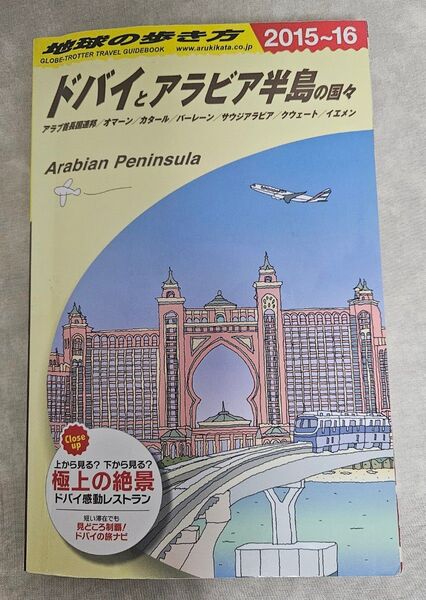 地球の歩き方
GLOBE-TROTTER TRAVEL GUIDEBOOK
www.arukikata.co.jp
2015~16
ドバイとアラビア半島の国々
アラブ首長国連邦/オマーン/カタール/バーレーン/サウジアラビア/クウェート/イエメン
Arabian Peninsula
Close up
上から見る?下から見る?
極上の絶景
ドバイ感動レストラン
短い滞在でも
見どころ制覇!
ドバイの旅ナビ